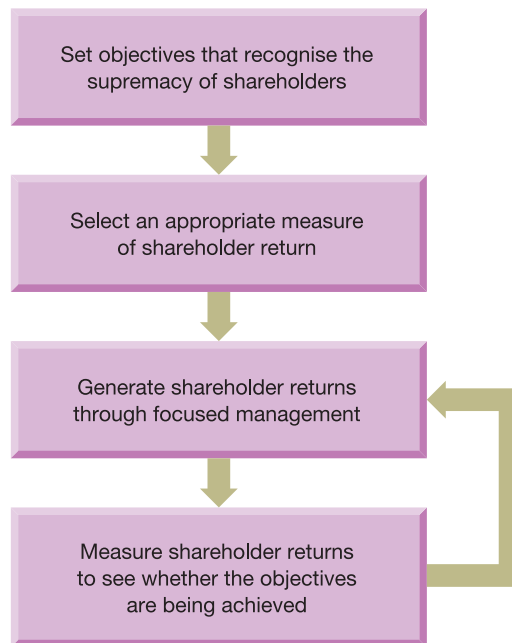 Set objectives that recognise the
supremacy of shareholders
Select an appropriate measure
of shareholder return
Generate shareholder returns
through focused management
Measure shareholder returns
to see whether the objectives
are being achieved